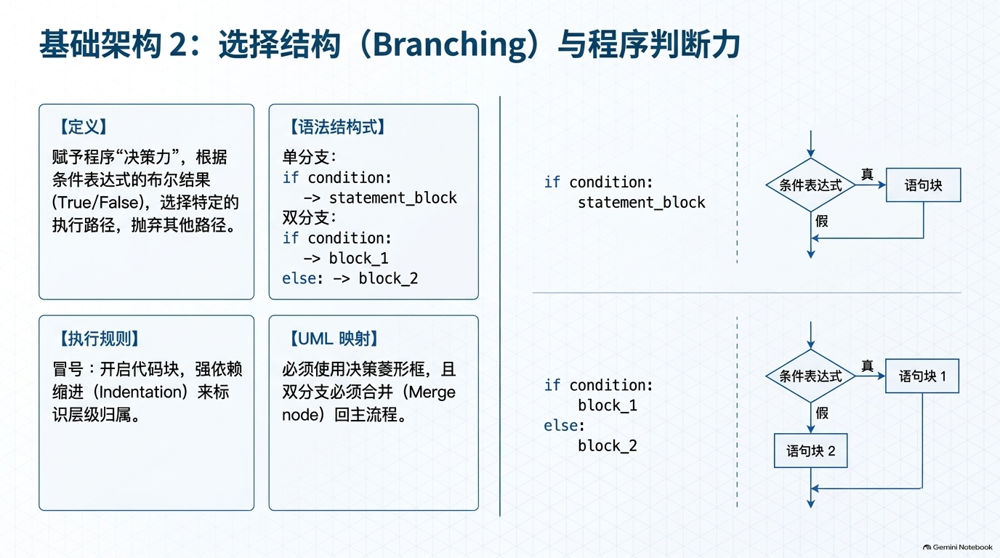 基础架构 2：选择结构（Branching）与程序判断力
【定义】
赋予程序“决策力”，根据
条件表达式的布尔结果
(True/False)，选择特定的
执行路径，抛弃其他路径。
【语法结构式】
单分支：
if condition:
-> statement_block
双分支：
if condition:
-> block_1
else: -> block_2
【执行规则】
冒号：开启代码块，强依赖
缩进（Indentation）来标
识层级归属。
【UML 映射】
必须使用决策菱形框，且
双分支必须合并（Merge
node）回主流程。
if condition:
    statement_block
条件表达式
真
语句块
假
if condition:
    block_1
else:
    block_2
条件表达式
真
语句块 1
假
语句块 2
Gemini Notebook